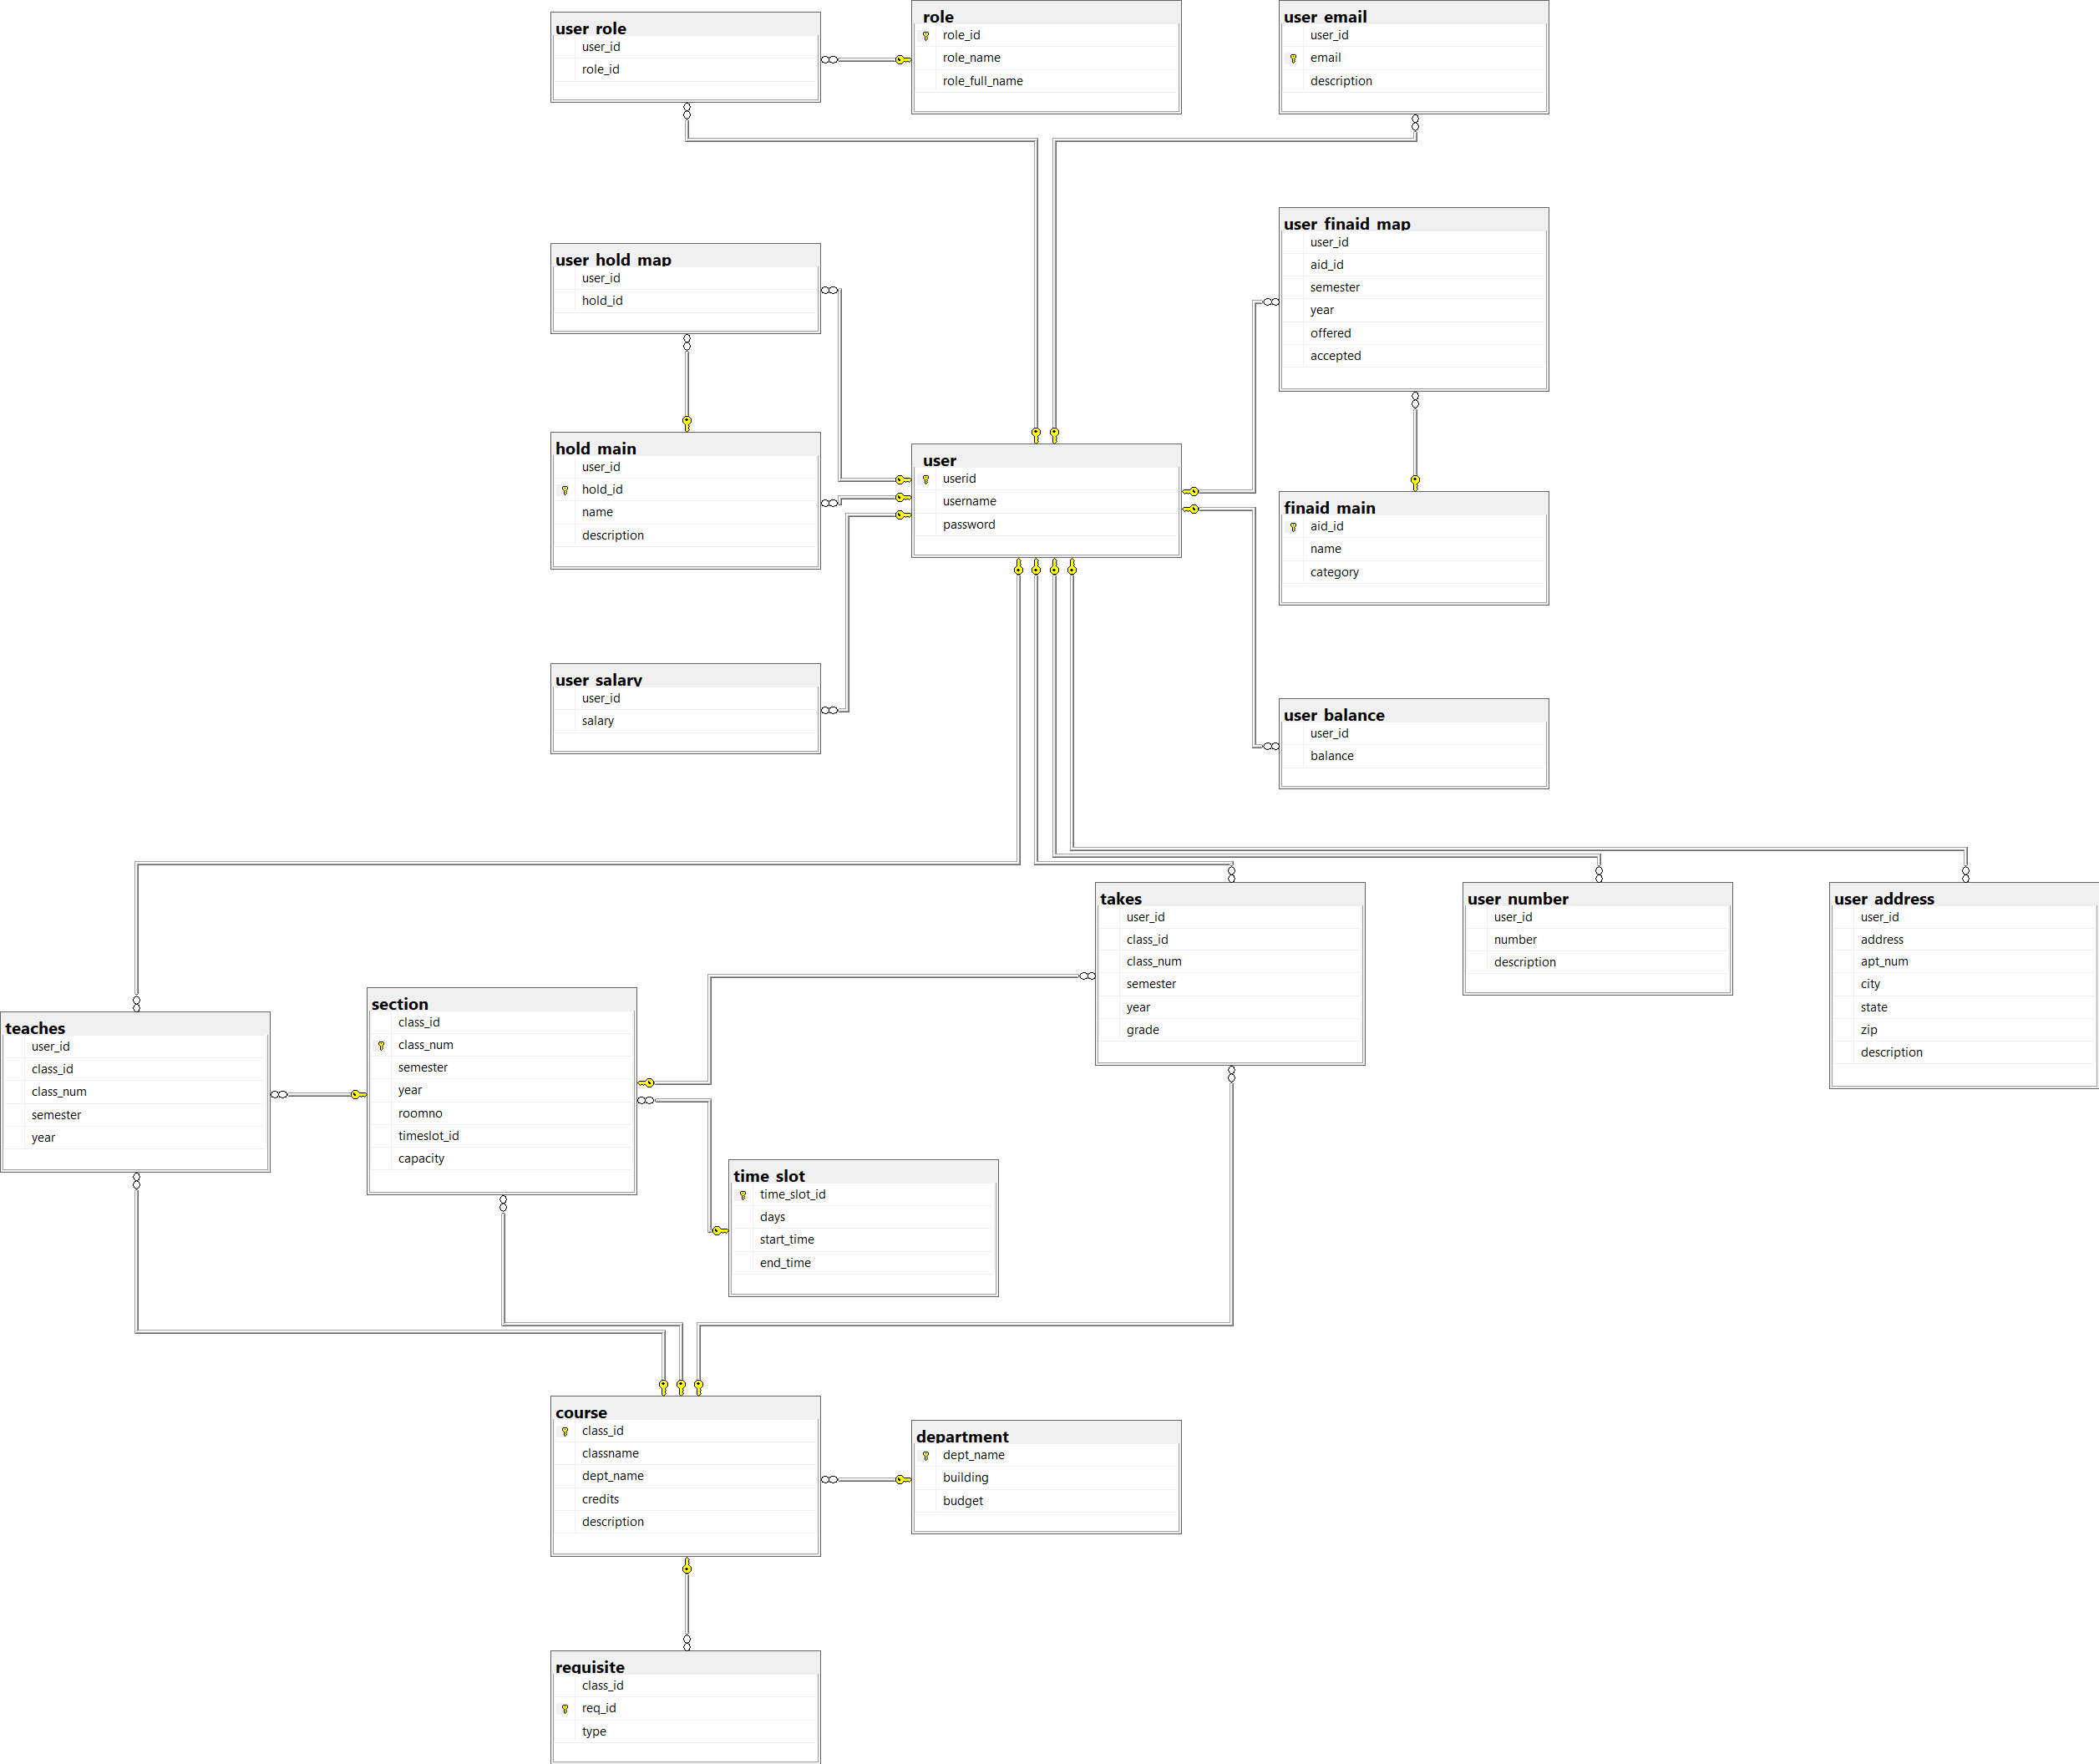 user_role
user_id
role_id
role
role_id
role_name
role_full_name
user_email
user_id
email
description
user_hold_map
user_id
hold_id
user_finaid_map
user_id
aid_id
semester
year
offered
accepted
hold_main
user_id
hold_id
name
description
user
userid
username
password
finaid_main
aid_id
name
category
user_salary
user_id
salary
user_balance
user_id
balance
takes
user_id
class_id
class_num
semester
year
grade
user_number
user_id
number
description
user_address
user_id
address
apt_num
city
state
zip
description
teaches
user_id
class_id
class_num
semester
year
section
class_id
class_num
semester
year
roomno
timeslot_id
capacity
time_slot
time_slot_id
days
start_time
end_time
course
class_id
classname
dept_name
credits
description
department
dept_name
building
budget
requisite
class_id
req_id
type